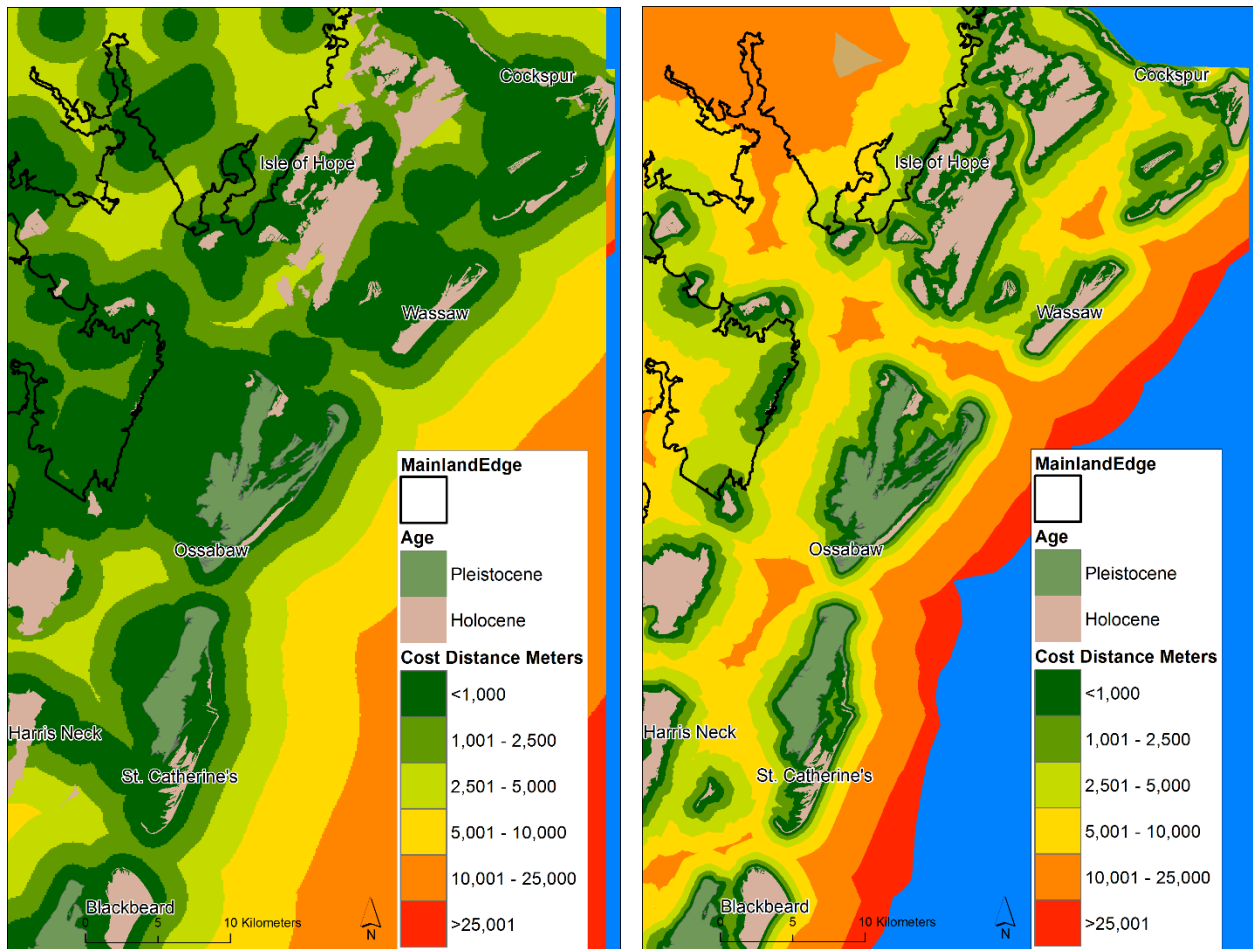 Cockspur
Isle of Hope
Wassaw
Ossabaw
Harris Neck
St. Catherine's
Blackbeard
0 5 10 Kilometers
N
MainlandEdge
Age
Pleistocene
Holocene
Cost Distance Meters
<1,000
1,001 - 2,500
2,501 - 5,000
5,001 - 10,000
10,001 - 25,000
>25,001
Cockspur
Isle of Hope
Wassaw
Ossabaw
Harris Neck
St. Catherine's
Blackbeard
0 5 10 Kilometers
N
MainlandEdge
Age
Pleistocene
Holocene
Cost Distance Meters
<1,000
1,001 - 2,500
2,501 - 5,000
5,001 - 10,000
10,001 - 25,000
>25,001